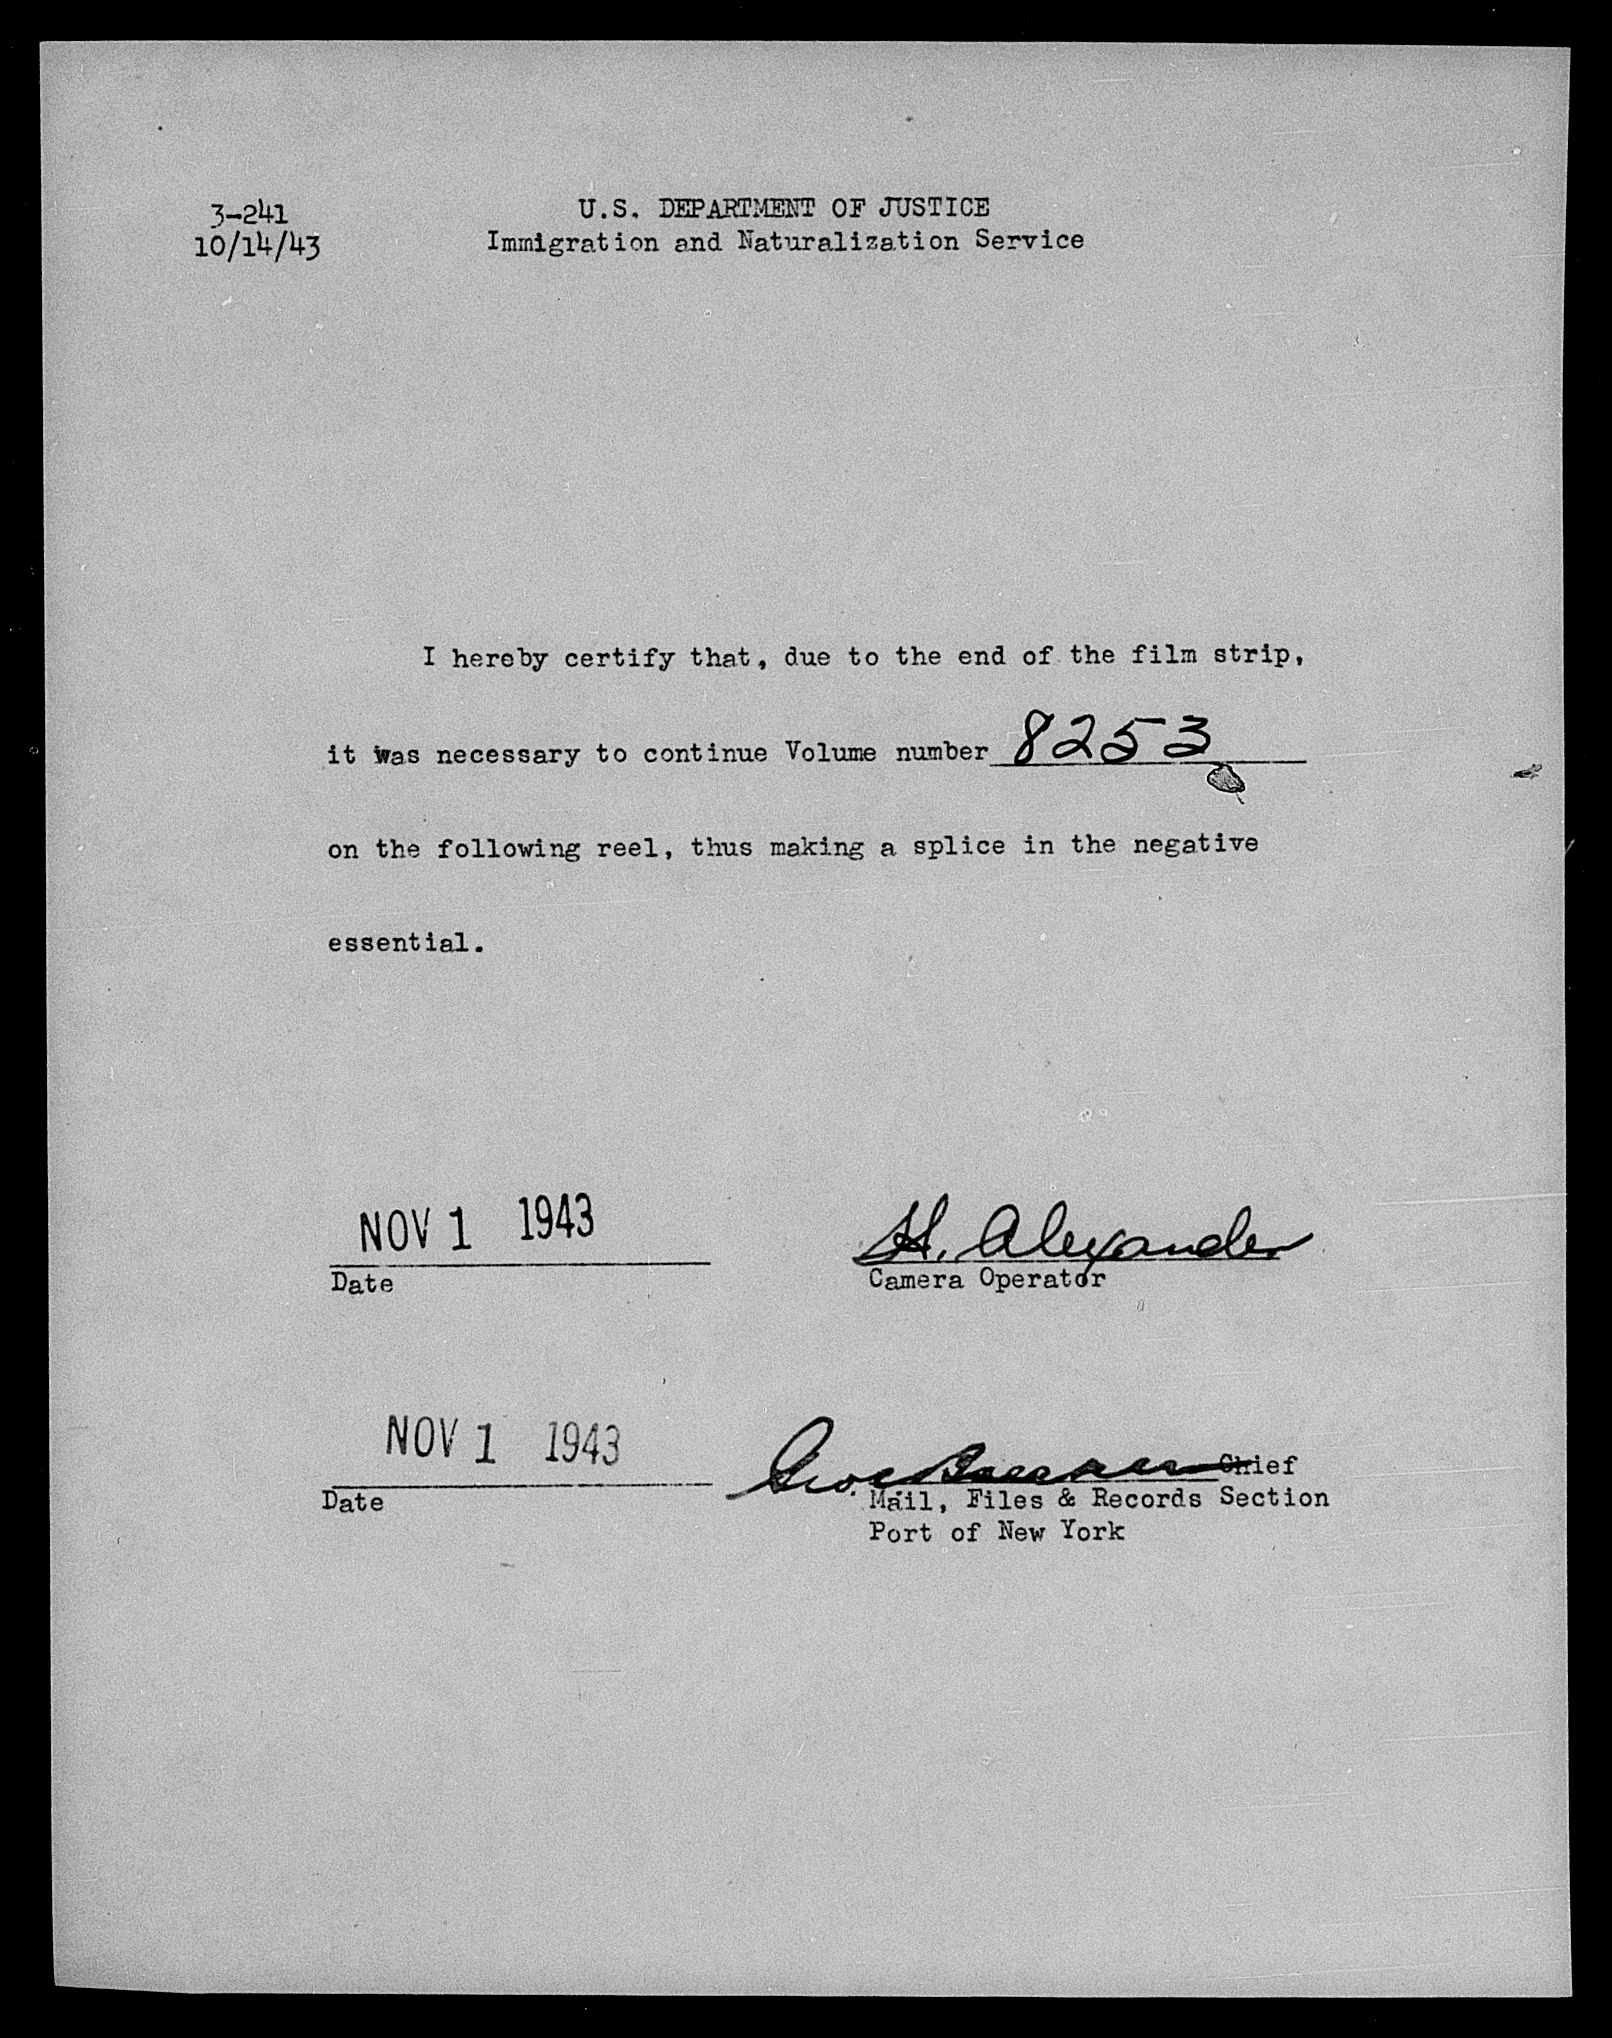 3-241
10/14/43
U.S. DEPARTMENT OF JUSTICE
Immigration and Naturalization Service
I hereby certify that, due to the end of the film strip,
it was necessary to continue Volume number 8253
on the following reel, thus making a splice in the negative
essential.
NOV 1 1943
Date
H. Alexander
Camera Operator
NOV 1 1943
Date
Geo. Chief
Mail, Files & Records Section
Port of New York